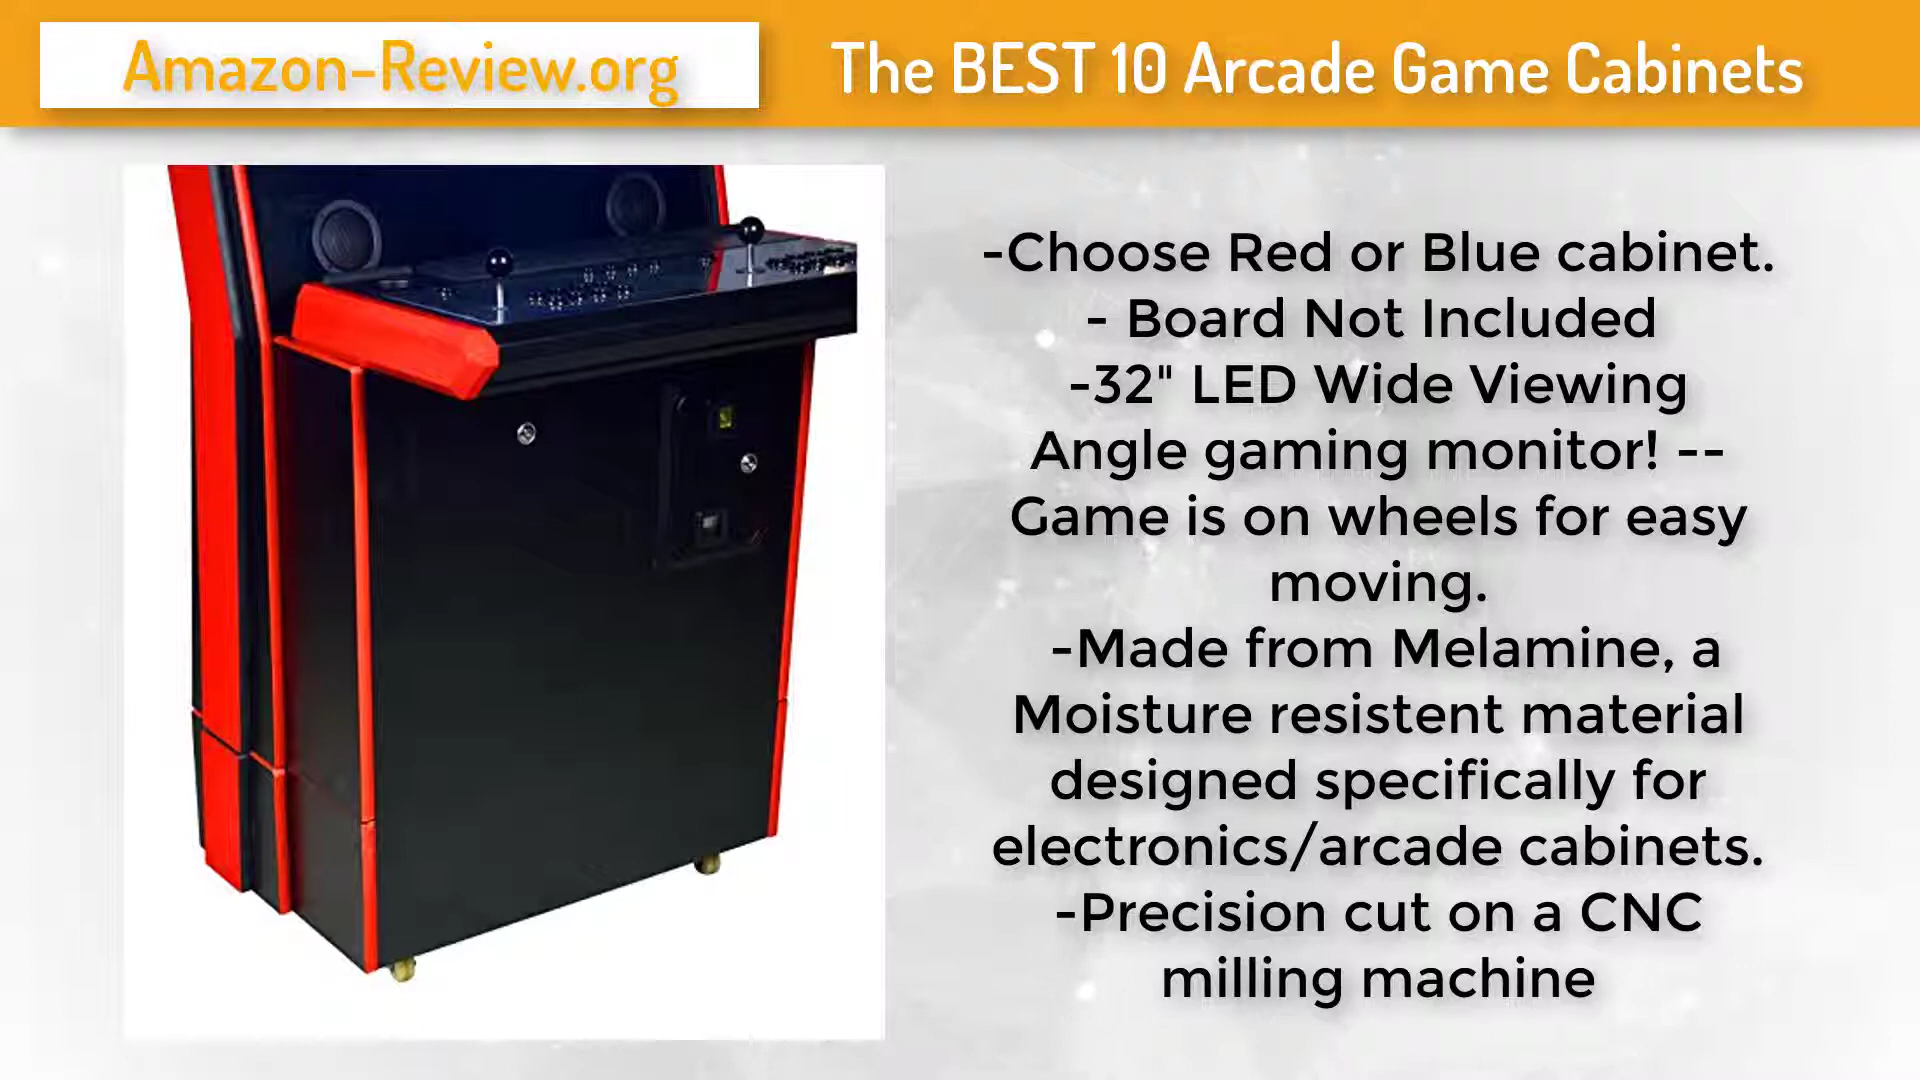 Amazon-Review.org
The BEST 10 Arcade Game Cabinets
-Choose Red or Blue cabinet.
- Board Not Included
-32" LED Wide Viewing
Angle gaming monitor! --
Game is on wheels for easy
moving.
-Made from Melamine, a
Moisture resistent material
designed specifically for
electronics/arcade cabinets.
-Precision cut on a CNC
milling machine